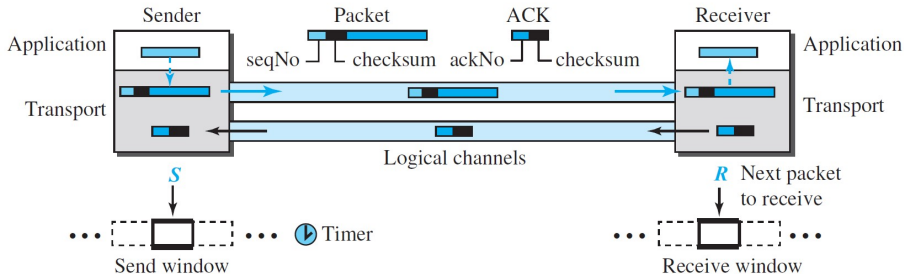 Sender
Packet
ACK
Receiver
Application
seqNo
checksum
ackNo
checksum
Application
Transport
Transport
Logical channels
S
R
Next packet
to receive
Timer
Send window
Receive window